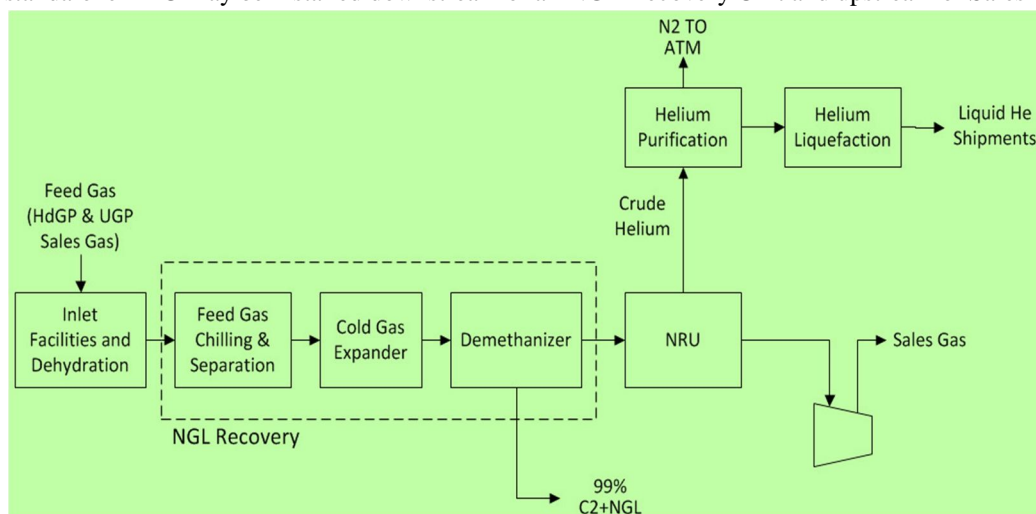 N2 TO
ATM
Helium
Purification
Helium
Liquefaction
Liquid He
Shipments
Feed Gas
(HdGP & UGP
Sales Gas)
Crude
Helium
Inlet
Facilities and
Dehydration
Feed Gas
Chilling &
Separation
Cold Gas
Expander
Demethanizer
NRU
Sales Gas
NGL Recovery
99%
C2+NGL